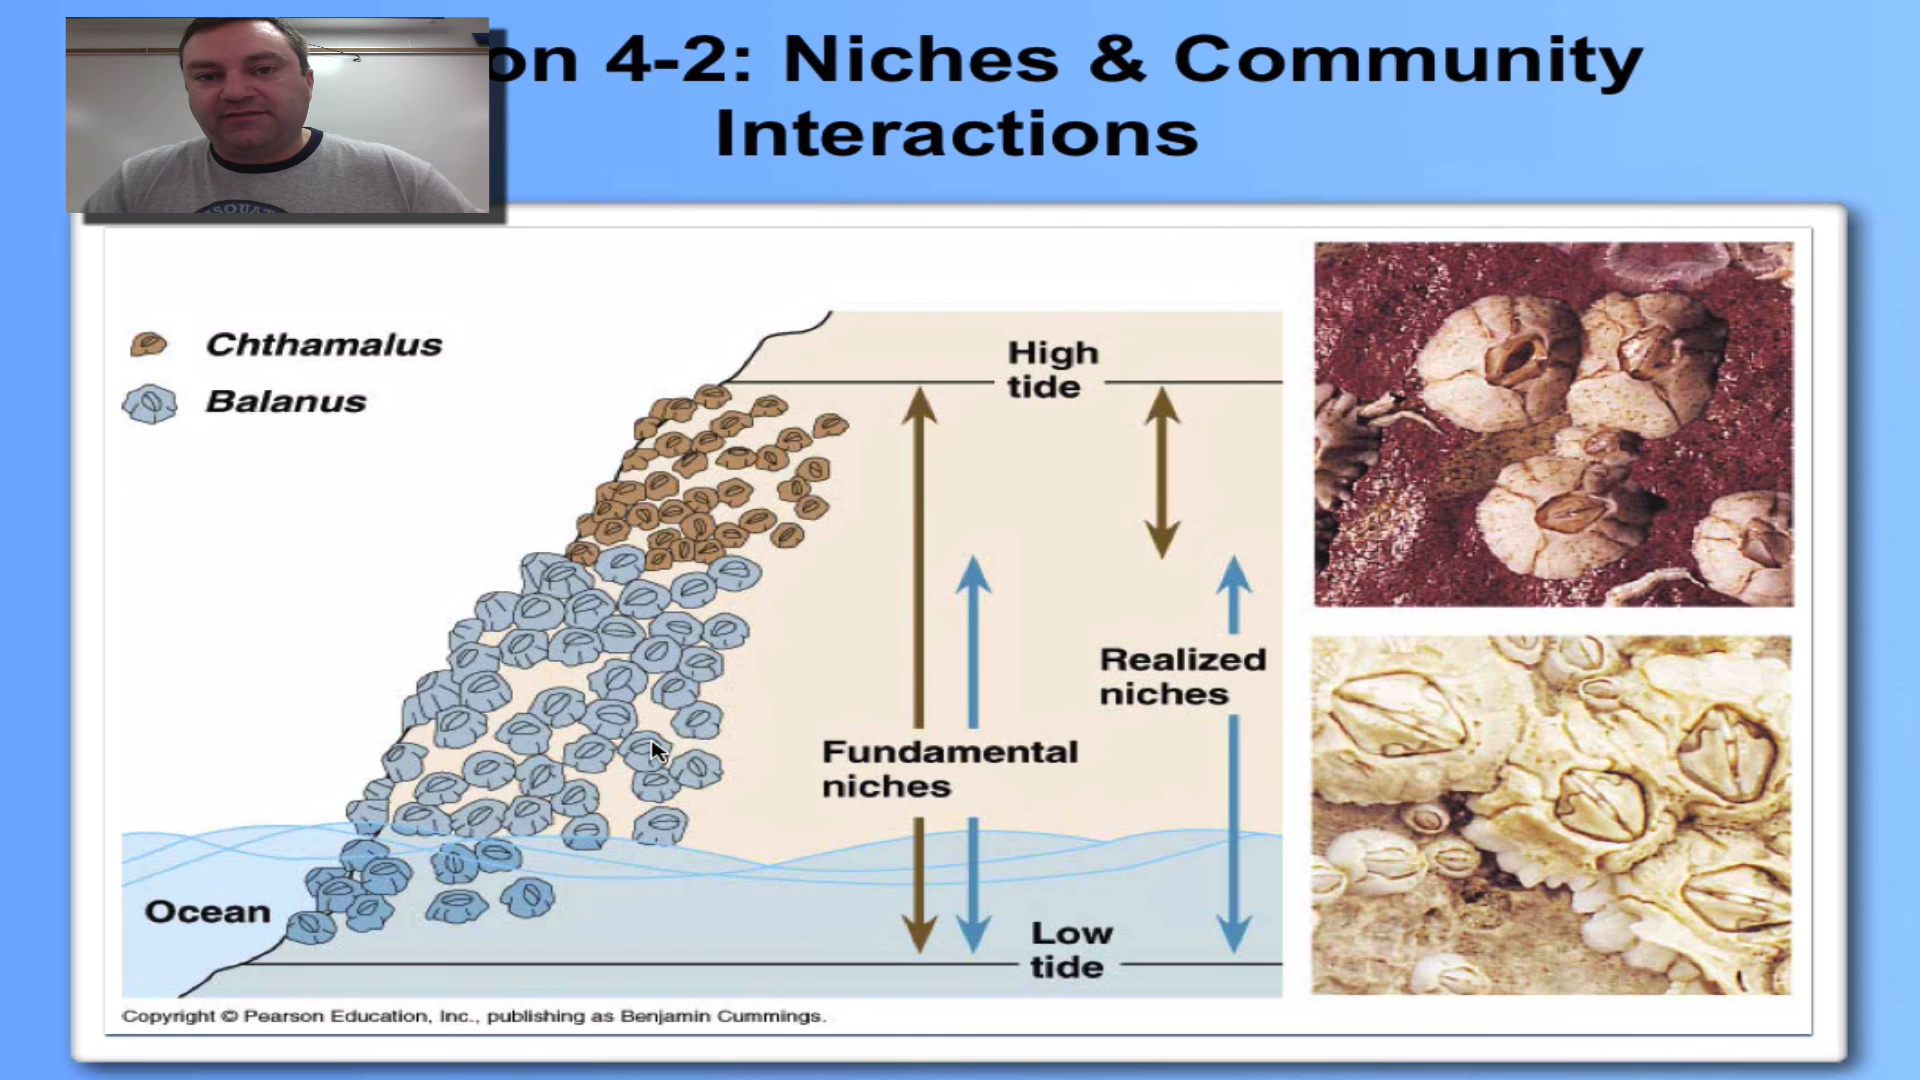 on 4-2: Niches & Community
Interactions
SQUAT
Chthamalus
Balanus
High
tide
Realized
niches
Fundamental
niches
Ocean
Low
tide
Copyright © Pearson Education, Inc., publishing as Benjamin Cummings.